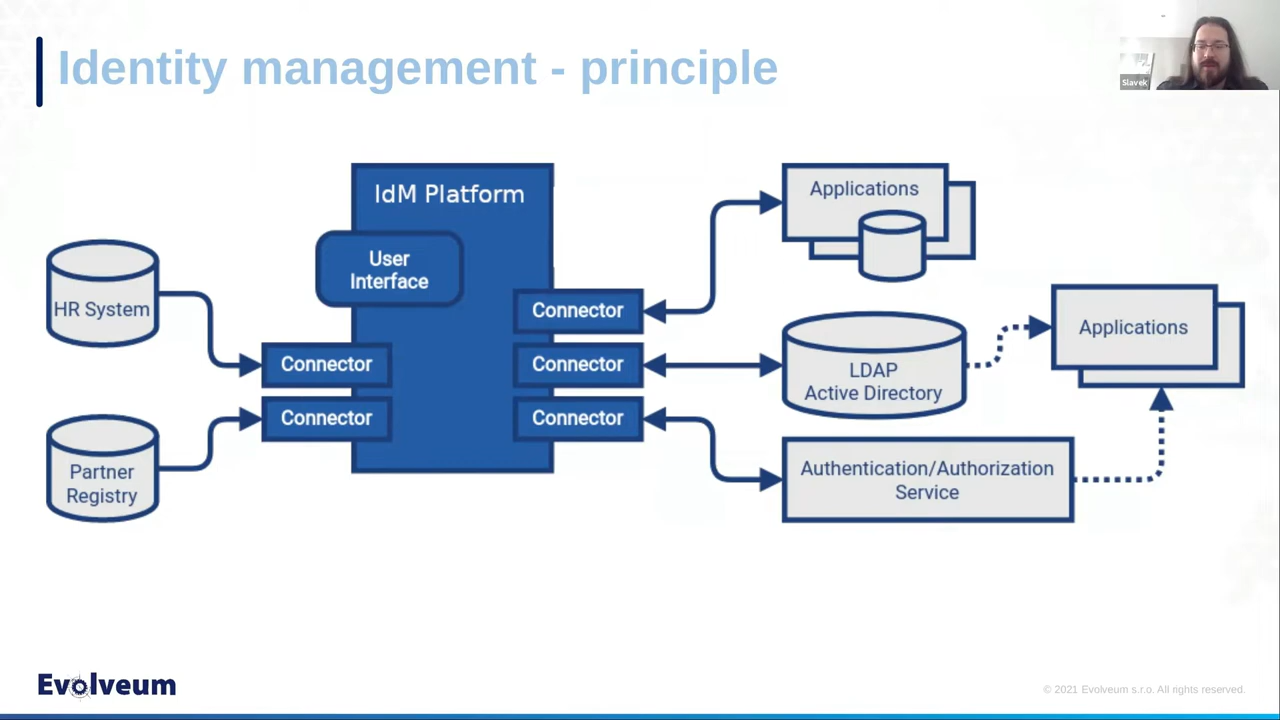 Identity management - principle
Slavek
IdM Platform
User
Interface
HR System
Partner
Registry
Connector
Connector
Connector
Connector
Connector
Applications
LDAP
Active Directory
Authentication/Authorization
Service
Applications
Evolveum
© 2021 Evolveum s.r.o. All rights reserved.